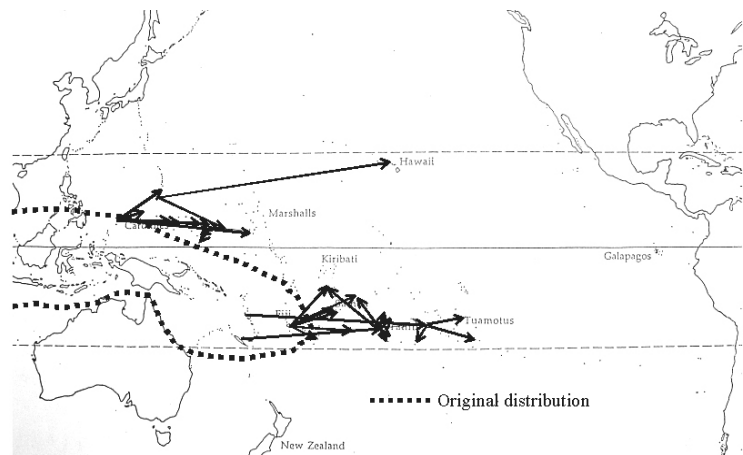 Hawaii
Marshalls
Kiribati
Galapagos
Fiji
Tuamotus
Original distribution
New Zealand